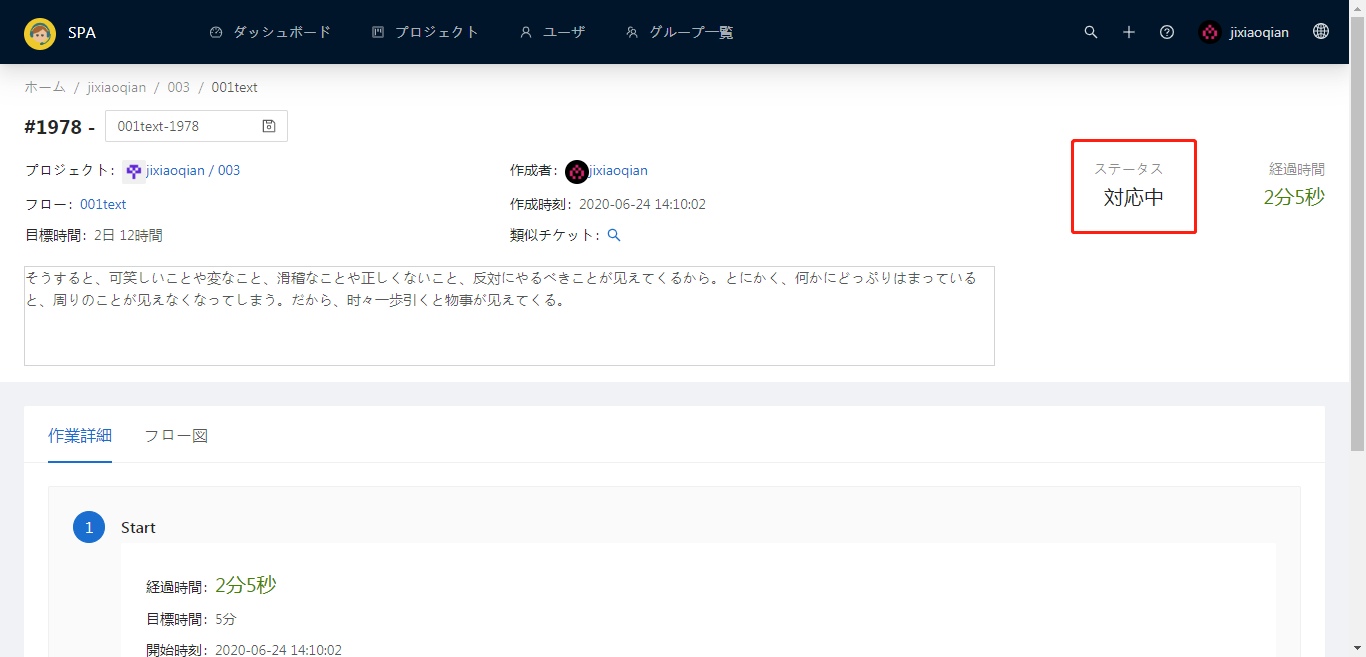 SPA
ダッシュボード
プロジェクト
ユーザ
グループ一覧
jixiaoqian
ホーム / jixiaoqian / 003 / 001text
#1978 - 001text-1978
プロジェクト： jixiaoqian / 003
作成者： jixiaoqian
ステータス
対応中
経過時間
2分5秒
フロー： 001text
作成時刻： 2020-06-24 14:10:02
目標時間： 2日 12時間
類似チケット：
そうすると、可笑しいことや変なこと、滑稽なことや正しくないこと、反対にやるべきことが见えてくるから。とにかく、何かにどっぷりはまっている
と、周りのことが见えなくなってしまう。だから、时々一歩引くと物事が见えてくる。
作業詳細
フロー図
1
Start
経過時間： 2分5秒
目標時間： 5分
開始時刻： 2020-06-24 14:10:02